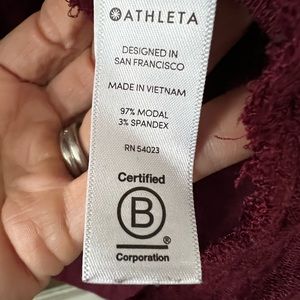 ATHLETA
DESIGNED IN
SAN FRANCISCO
MADE IN VIETNAM
97% MODAL
3% SPANDEX
RN 54023
Certified
B
®
Corporation